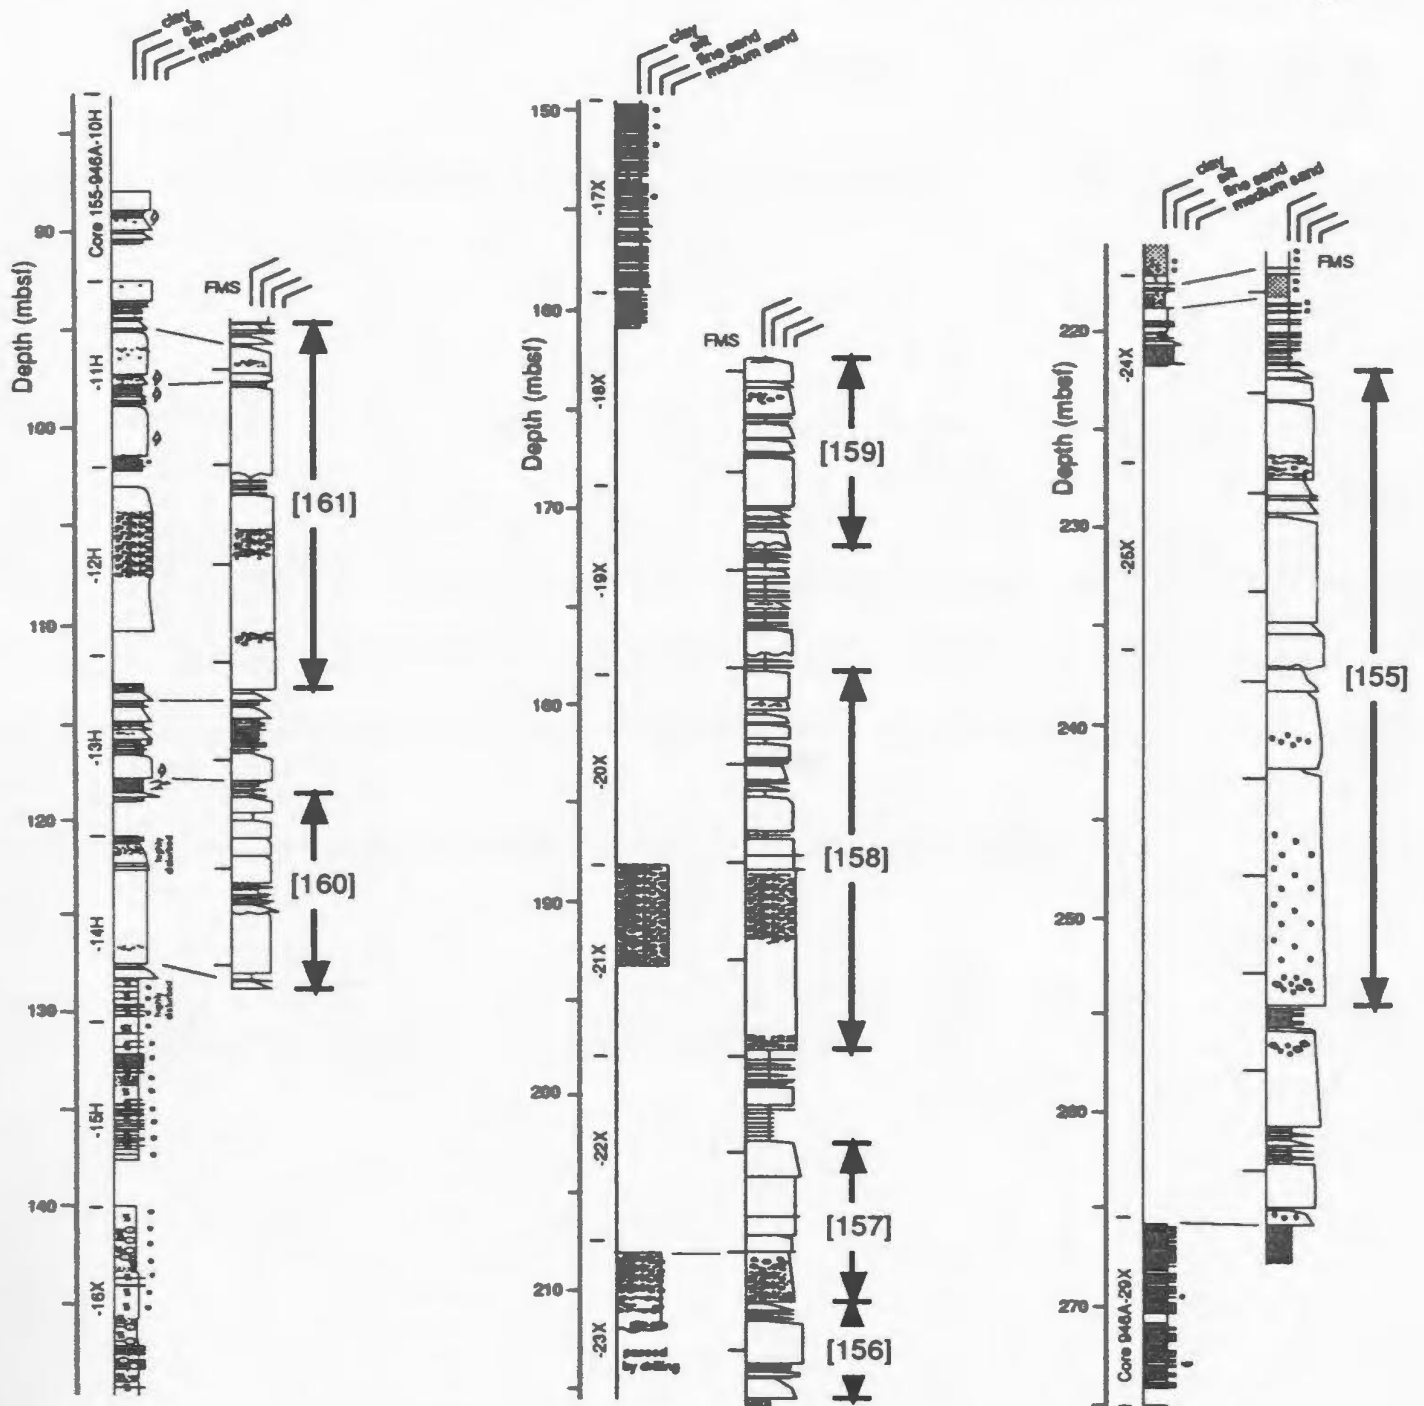 clay
silt
fine sand
medium sand
Core 155-946A-10H
Depth (mbsf)
90
100
110
120
130
140
-11H
-12H
-13H
-14H
-15H
-16X
FMS
highly
disturbed
highly
disturbed
[161]
[160]
clay
silt
fine sand
medium sand
Depth (mbsf)
150
160
170
180
190
200
210
-17X
-18X
-19X
-20X
-21X
-22X
-23X
passed
by drilling
FMS
[159]
[158]
[157]
[156]
clay
silt
fine sand
medium sand
FMS
Depth (mbsf)
220
230
240
250
260
270
-24X
-25X
Core 946A-29X
[155]